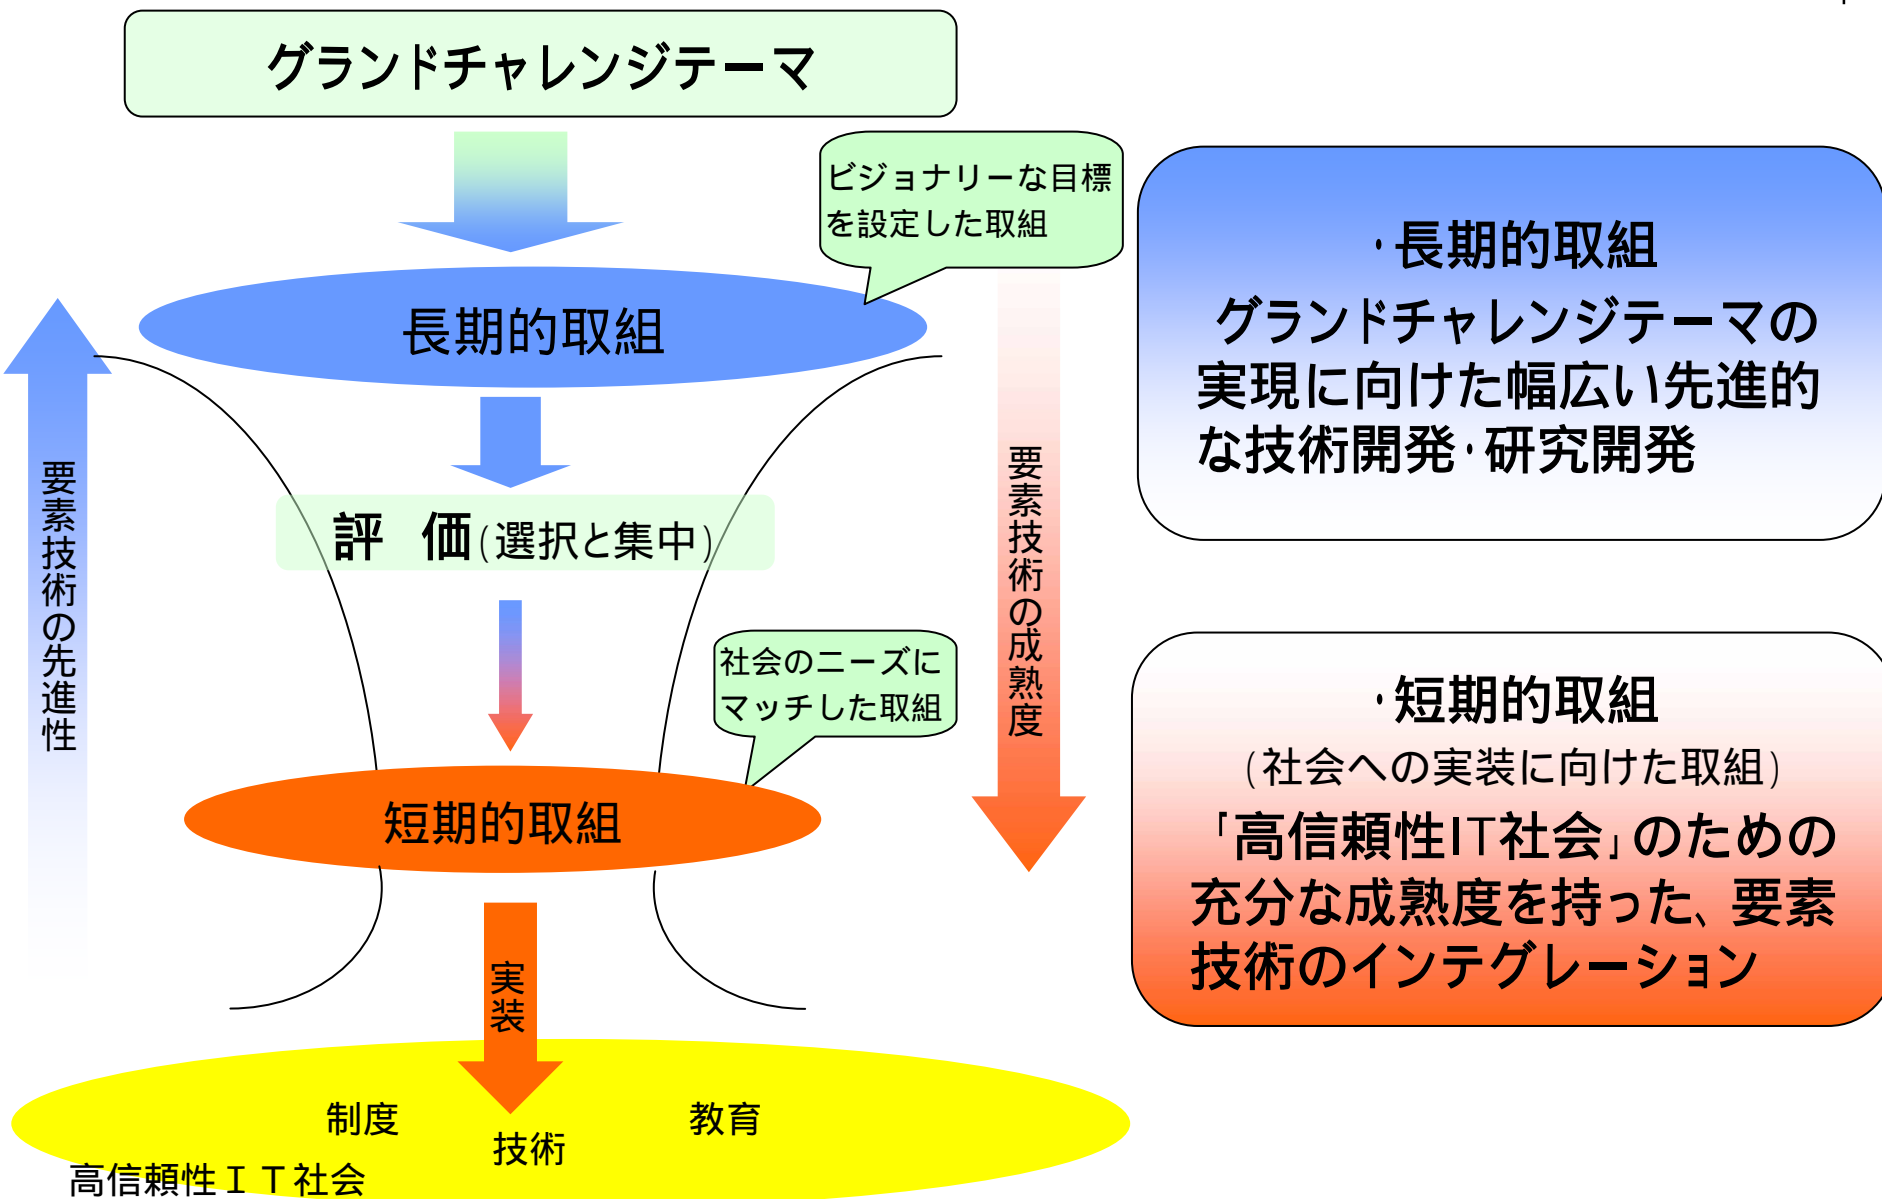 グランドチャレンジテーマ
ビジョナリーな目標
を設定した取組
長期的取組
要素技術の先進性
評　価(選択と集中)
要素技術の成熟度
社会のニーズに
マッチした取組
短期的取組
実装
制度
教育
技術
高信頼性ＩＴ社会
・長期的取組
グランドチャレンジテーマの
実現に向けた幅広い先進的
な技術開発・研究開発
・短期的取組
(社会への実装に向けた取組)
「高信頼性IT社会」のための
充分な成熟度を持った、要素
技術のインテグレーション